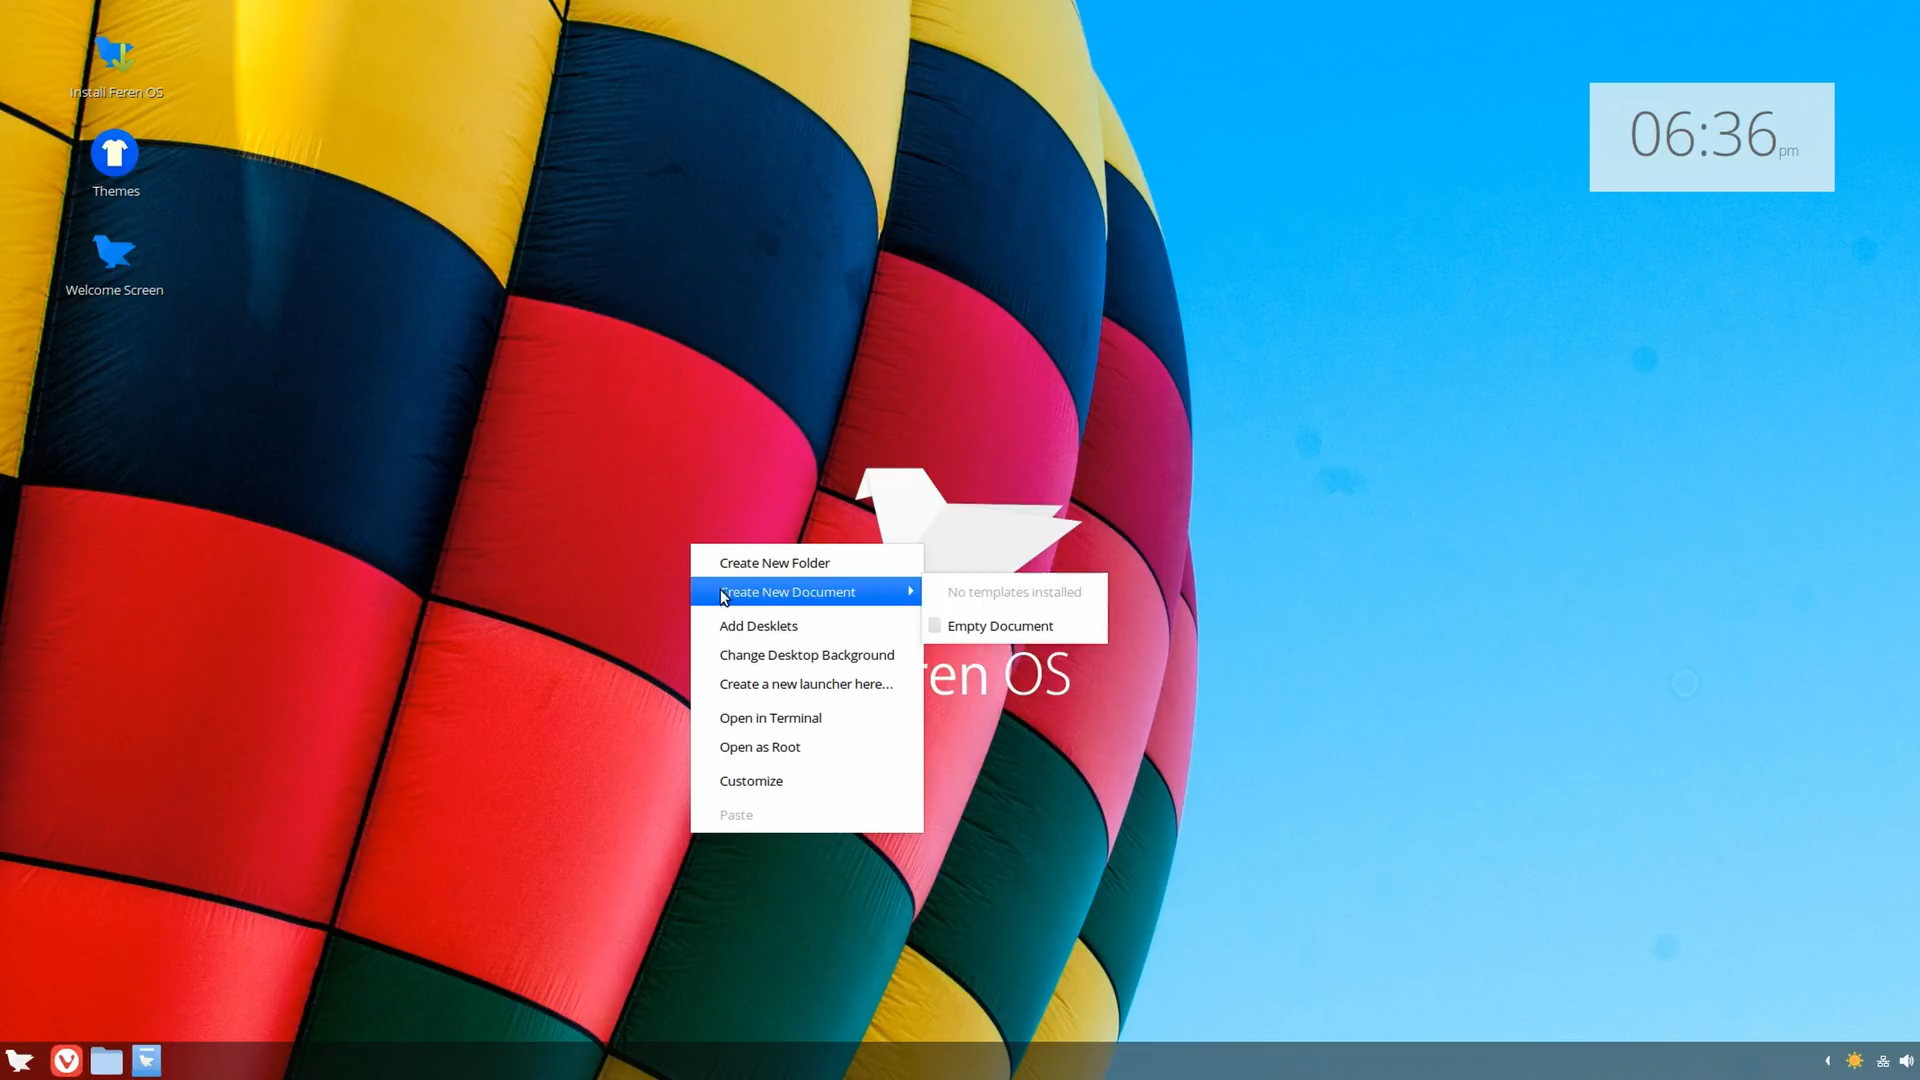 Install Feren OS
Themes
Welcome Screen
06:36pm
Create New Folder
Create New Document
No templates installed
Empty Document
Add Desklets
Change Desktop Background
Create a new launcher here...
Open in Terminal
Open as Root
Customize
Paste
ren OS